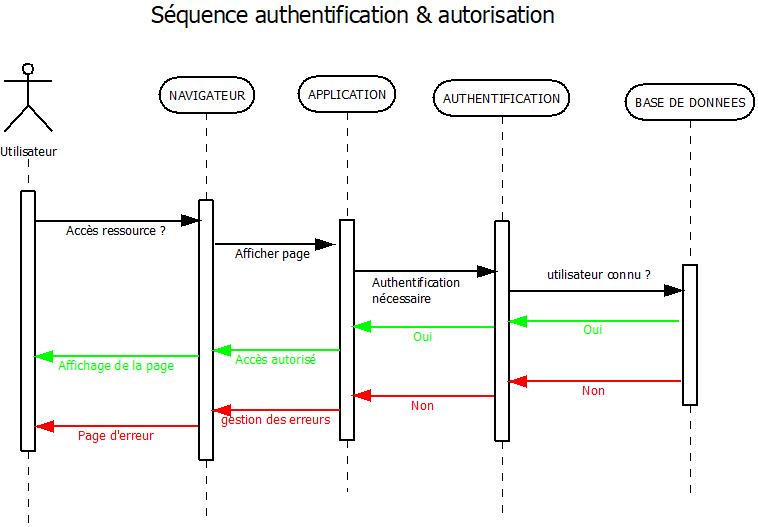 Séquence authentification & autorisation
NAVIGATEUR
APPLICATION
AUTHENTIFICATION
BASE DE DONNEES
Utilisateur
Accès ressource ?
Afficher page
Authentification
nécessaire
utilisateur connu ?
Oui
Oui
Accès autorisé
Affichage de la page
Non
Non
gestion des erreurs
Page d'erreur